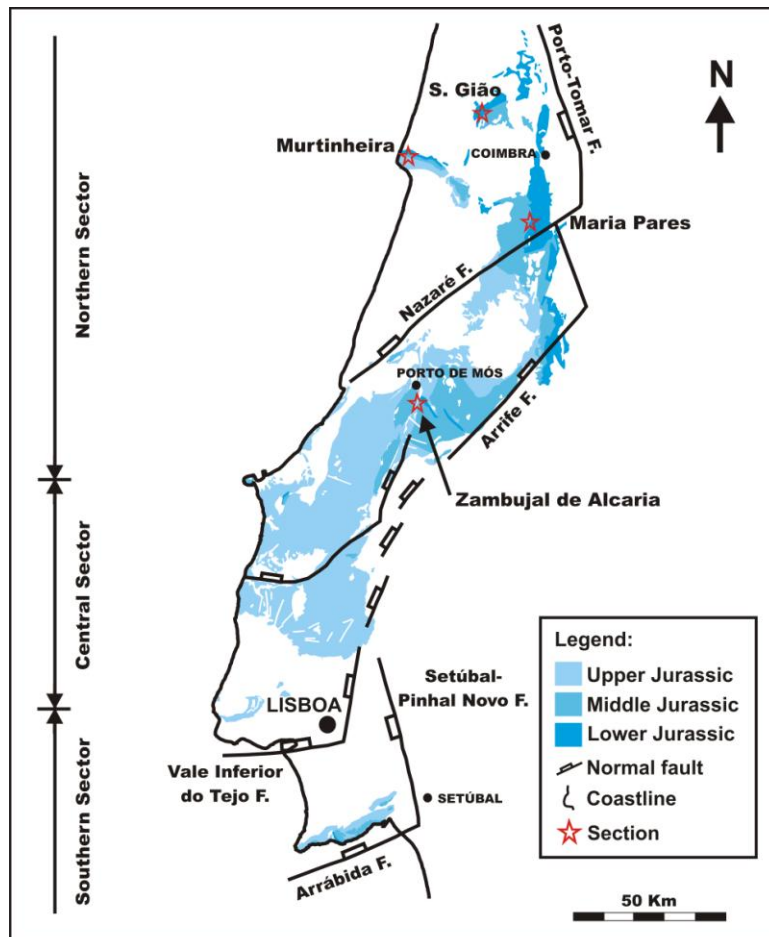 Porto-Tomar F.
N
S. Gião
Murtinheira
COIMBRA
Maria Pares
Northern Sector
Nazaré F.
PORTO DE MÓS
Arrife F.
Zambujal de Alcaria
Central Sector
Legend:
Upper Jurassic
Middle Jurassic
Lower Jurassic
Normal fault
Coastline
Section
Setúbal-
Pinhal Novo F.
LISBOA
Vale Inferior
do Tejo F.
SETÚBAL
Southern Sector
Arrábida F.
50 Km